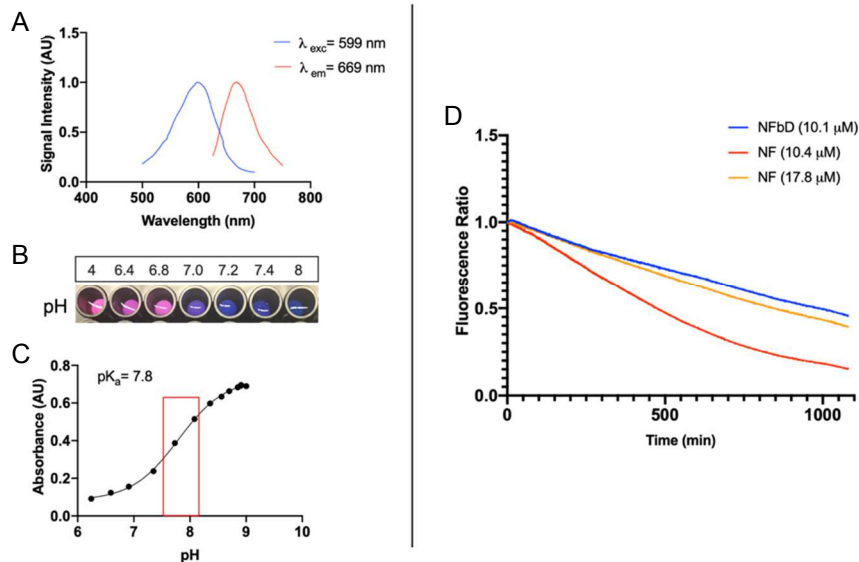 A
1.5
1.0
0.5
0.0
400 500 600 700 800
Signal Intensity (AU)
Wavelength (nm)
λ exc= 599 nm
λ em= 669 nm
B
4 6.4 6.8 7.0 7.2 7.4 8
pH
C
0.8
0.6
0.4
0.2
0.0
6 7 8 9 10
Absorbance (AU)
pH
pKa= 7.8
D
1.5
1.0
0.5
0.0
0 500 1000
Fluorescence Ratio
Time (min)
NFbD (10.1 μM)
NF (10.4 μM)
NF (17.8 μM)